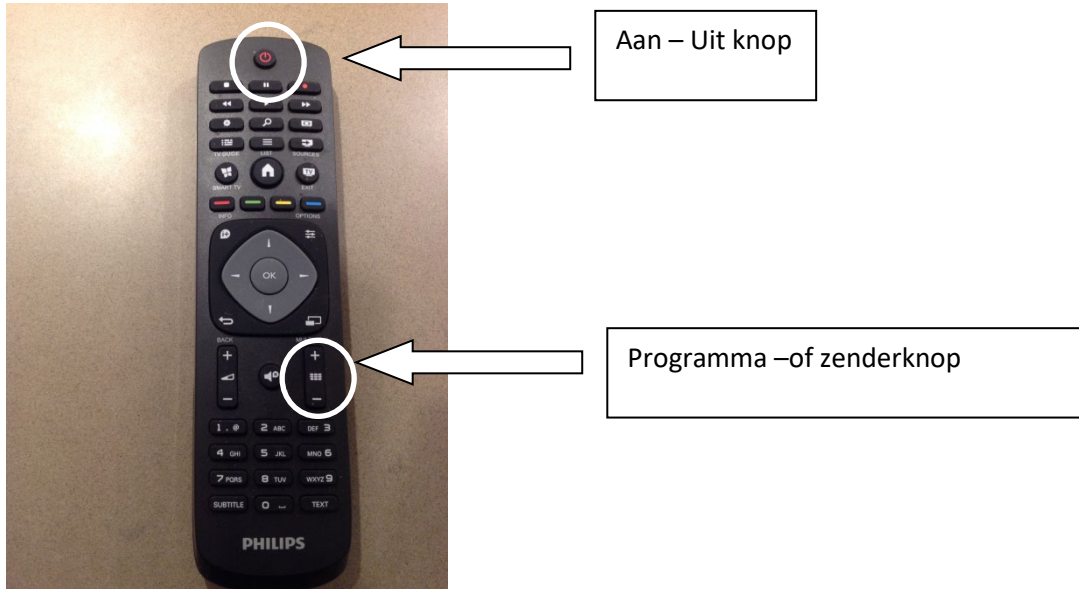 Aan – Uit knop
TV GUIDE LIST SOURCES
SMART TV EXIT
INFO OPTIONS
OK
BACK
Programma –of zenderknop
1 . @ 2 ABC DEF 3
4 GHI 5 JKL MNO 6
7 PQRS 8 TUV WXYZ 9
SUBTITLE 0 TEXT
PHILIPS